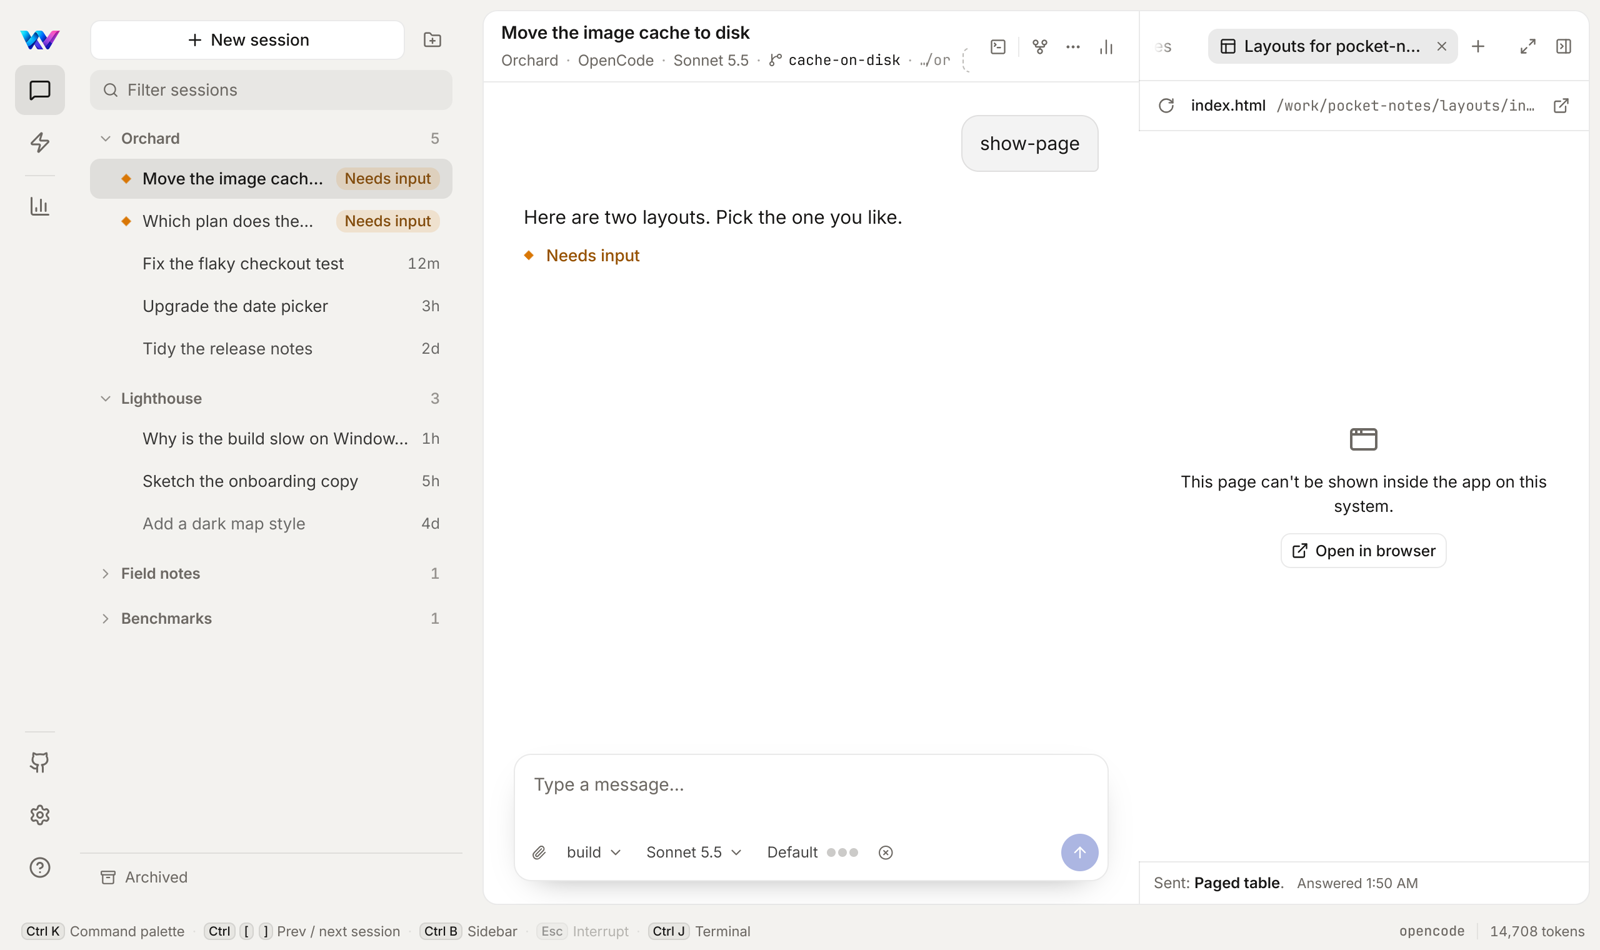 New session
Filter sessions
Orchard 5
Move the image cach... Needs input
Which plan does the... Needs input
Fix the flaky checkout test 12m
Upgrade the date picker 3h
Tidy the release notes 2d
Lighthouse 3
Why is the build slow on Window... 1h
Sketch the onboarding copy 5h
Add a dark map style 4d
Field notes 1
Benchmarks 1
Archived
Move the image cache to disk
Orchard · OpenCode · Sonnet 5.5 · cache-on-disk · ../or
show-page
Here are two layouts. Pick the one you like.
Needs input
Type a message...
build Sonnet 5.5 Default
es Layouts for pocket-n...
index.html /work/pocket-notes/layouts/in...
This page can't be shown inside the app on this
system.
Open in browser
Sent: Paged table. Answered 1:50 AM
Ctrl K Command palette · Ctrl [ ] Prev / next session · Ctrl B Sidebar · Esc Interrupt · Ctrl J Terminal
opencode 14,708 tokens